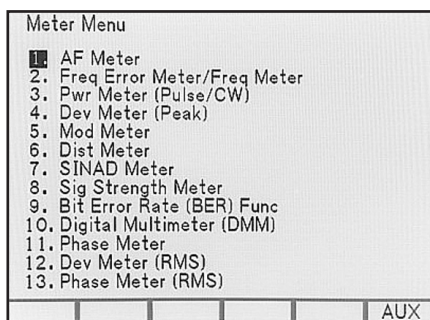 Meter Menu
1. AF Meter
2. Freq Error Meter/Freq Meter
3. Pwr Meter (Pulse/CW)
4. Dev Meter (Peak)
5. Mod Meter
6. Dist Meter
7. SINAD Meter
8. Sig Strength Meter
9. Bit Error Rate (BER) Func
10. Digital Multimeter (DMM)
11. Phase Meter
12. Dev Meter (RMS)
13. Phase Meter (RMS)
AUX